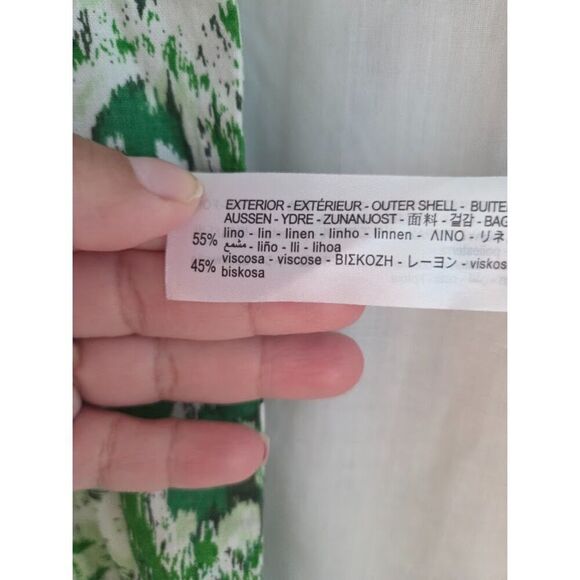 EXTERIOR - EXTÉRIEUR - OUTER SHELL - BUITE
AUSSEN - YDRE - ZUNANJOST - 面料 - 겉감 - BAG
55% lino - lin - linen - linho - linnen - ΛΙΝΟ - リネ
مشمع - liño - lli - lihoa
45% viscosa - viscose - ΒΙΣΚΟΖΗ - レーヨン - viskos
biskosa